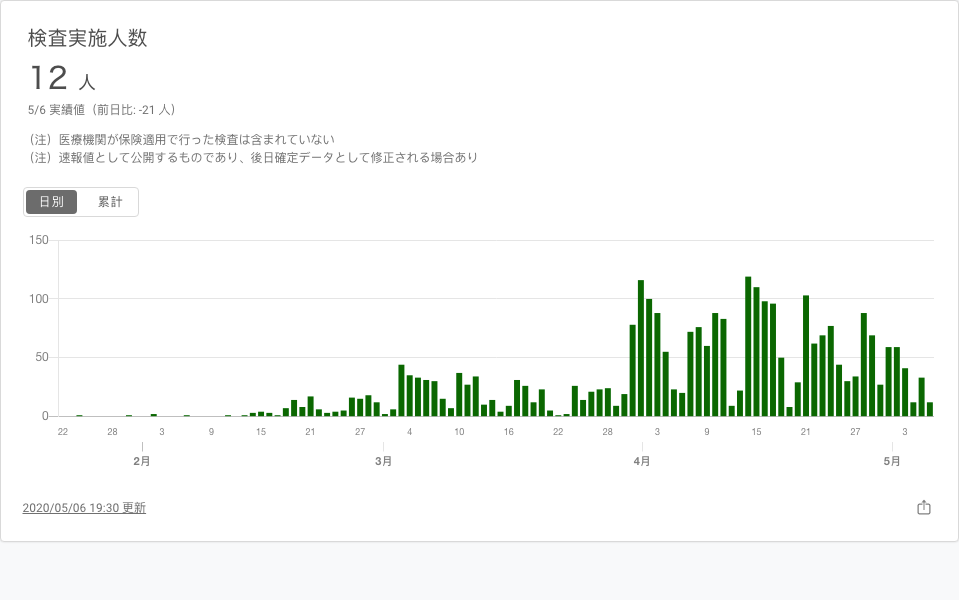 検査実施人数
12 人
5/6 実績値（前日比: -21 人）
（注）医療機関が保険適用で行った検査は含まれていない
（注）速報値として公開するものであり、後日確定データとして修正される場合あり
日別 累計
150
100
50
0
22 28 3 9 15 21 27 4 10 16 22 28 3 9 15 21 27 3
2月 3月 4月 5月
2020/05/06 19:30 更新